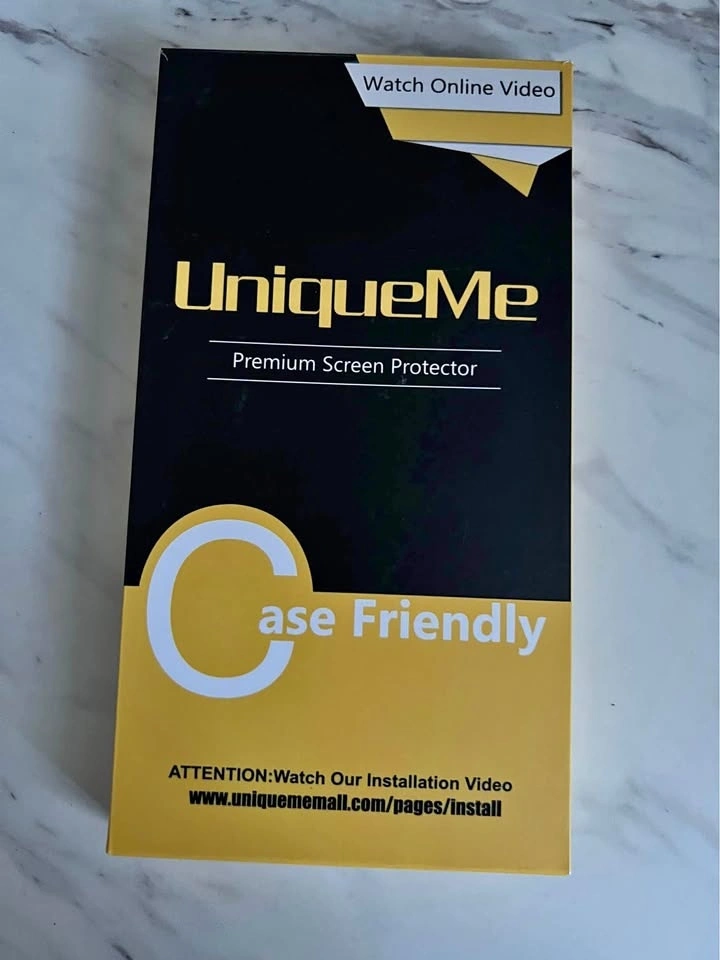 Watch Online Video
UniqueMe
Premium Screen Protector
Case Friendly
ATTENTION:Watch Our Installation Video
www.uniquememall.com/pages/install